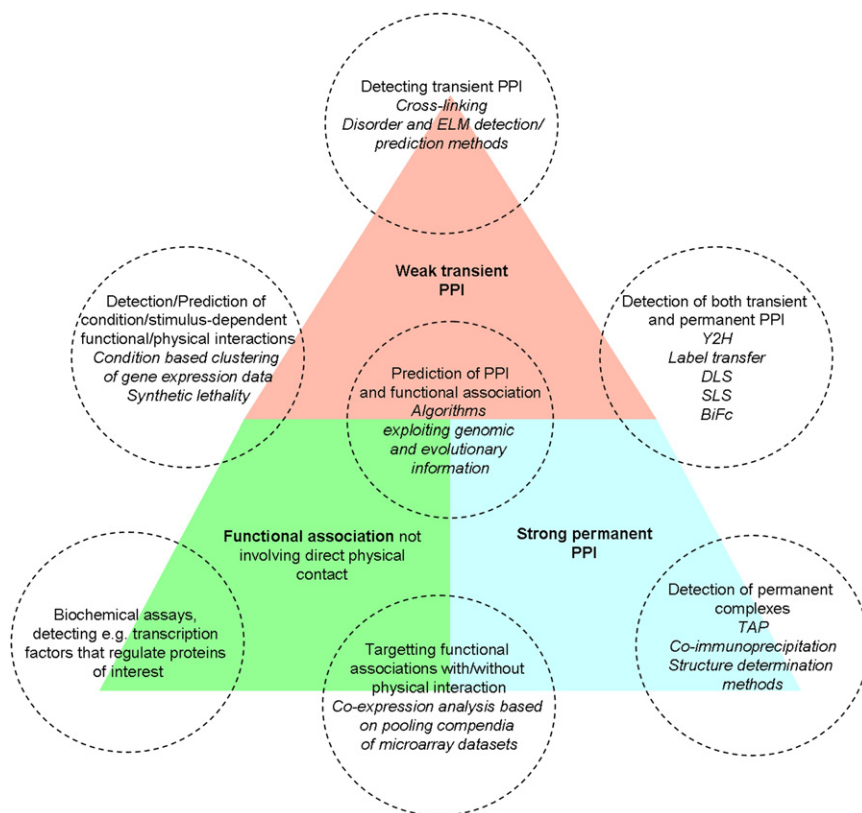 Detecting transient PPI
Cross-linking
Disorder and ELM detection/
prediction methods
Weak transient
PPI
Detection/Prediction of
condition/stimulus-dependent
functional/physical interactions
Condition based clustering
of gene expression data
Synthetic lethality
Prediction of PPI
and functional association
Algorithms
exploiting genomic
and evolutionary
information
Detection of both transient
and permanent PPI
Y2H
Label transfer
DLS
SLS
BiFc
Functional association not
involving direct physical
contact
Strong permanent
PPI
Biochemical assays,
detecting e.g. transcription
factors that regulate proteins
of interest
Targetting functional
associations with/without
physical interaction
Co-expression analysis based
on pooling compendia
of microarray datasets
Detection of permanent
complexes
TAP
Co-immunoprecipitation
Structure determination
methods